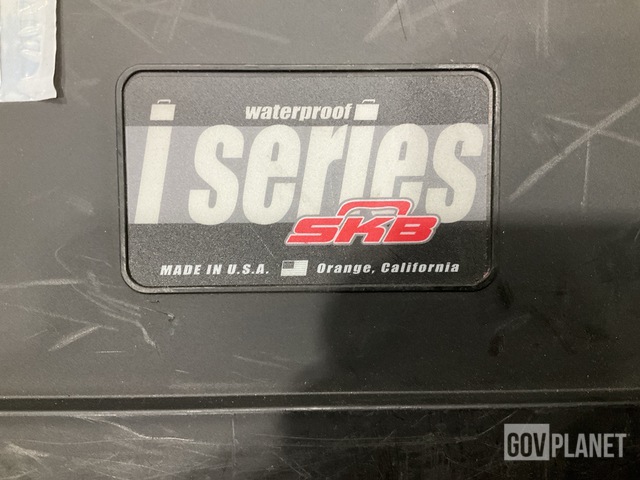 waterproof
i series
SKB
MADE IN U.S.A. Orange, California
GOVPLANET